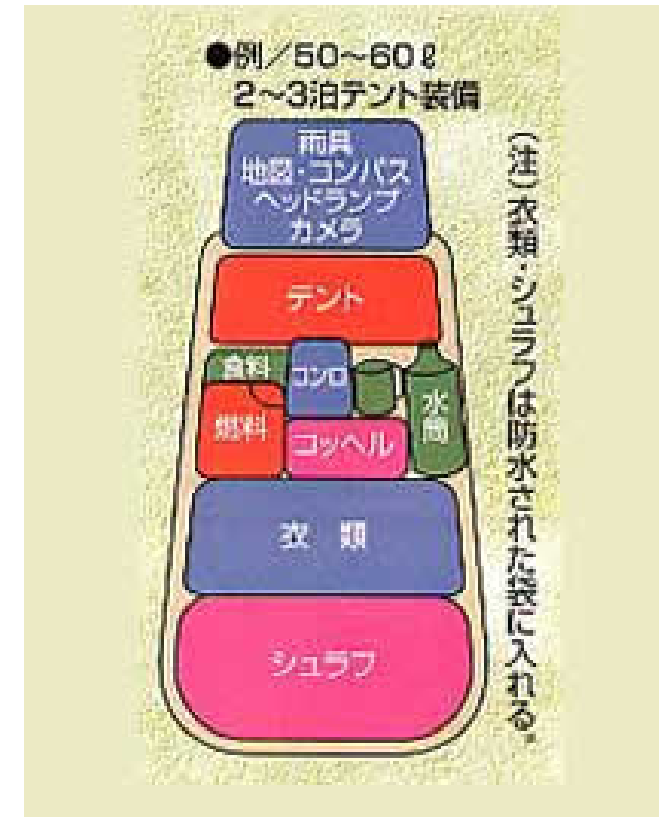 ●例／50～60ℓ
2～3泊テント装備
雨具
地図・コンパス
ヘッドランプ
カメラ
テント
食料
コンロ
燃料
水筒
コッヘル
衣類
シュラフ
(注)衣類・シュラフは防水された袋に入れる。